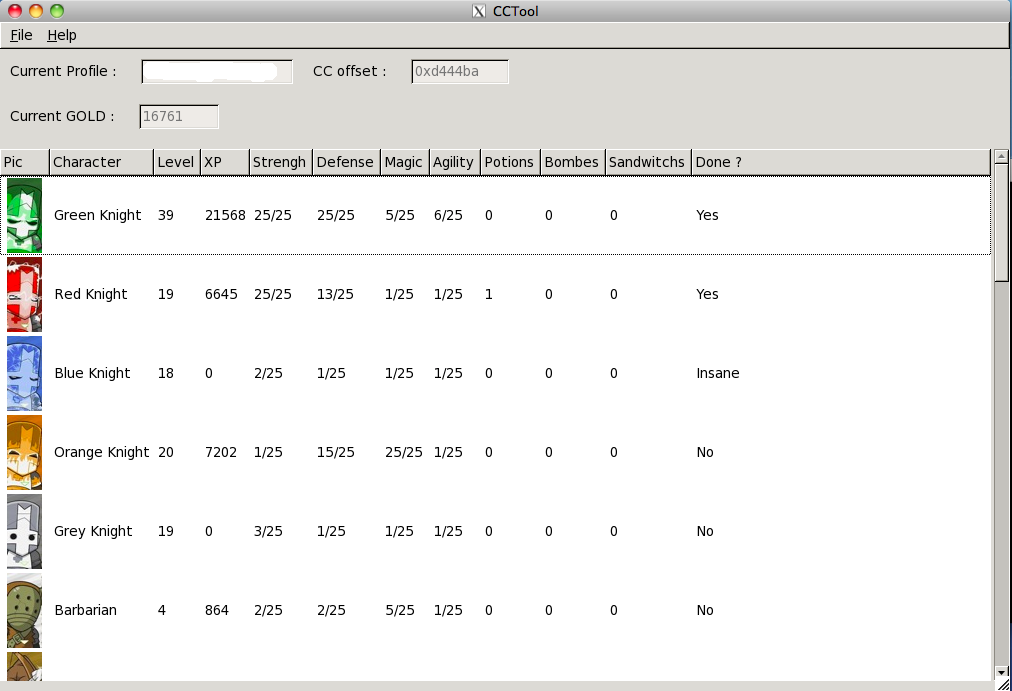 CCTool
File Help
Current Profile : CC offset : 0xd444ba
Current GOLD : 16761
Pic Character Level XP Strengh Defense Magic Agility Potions Bombes Sandwitchs Done ?
Green Knight 39 21568 25/25 25/25 5/25 6/25 0 0 0 Yes
Red Knight 19 6645 25/25 13/25 1/25 1/25 1 0 0 Yes
Blue Knight 18 0 2/25 1/25 1/25 1/25 0 0 0 Insane
Orange Knight 20 7202 1/25 15/25 25/25 1/25 0 0 0 No
Grey Knight 19 0 3/25 1/25 1/25 1/25 0 0 0 No
Barbarian 4 864 2/25 2/25 5/25 1/25 0 0 0 No